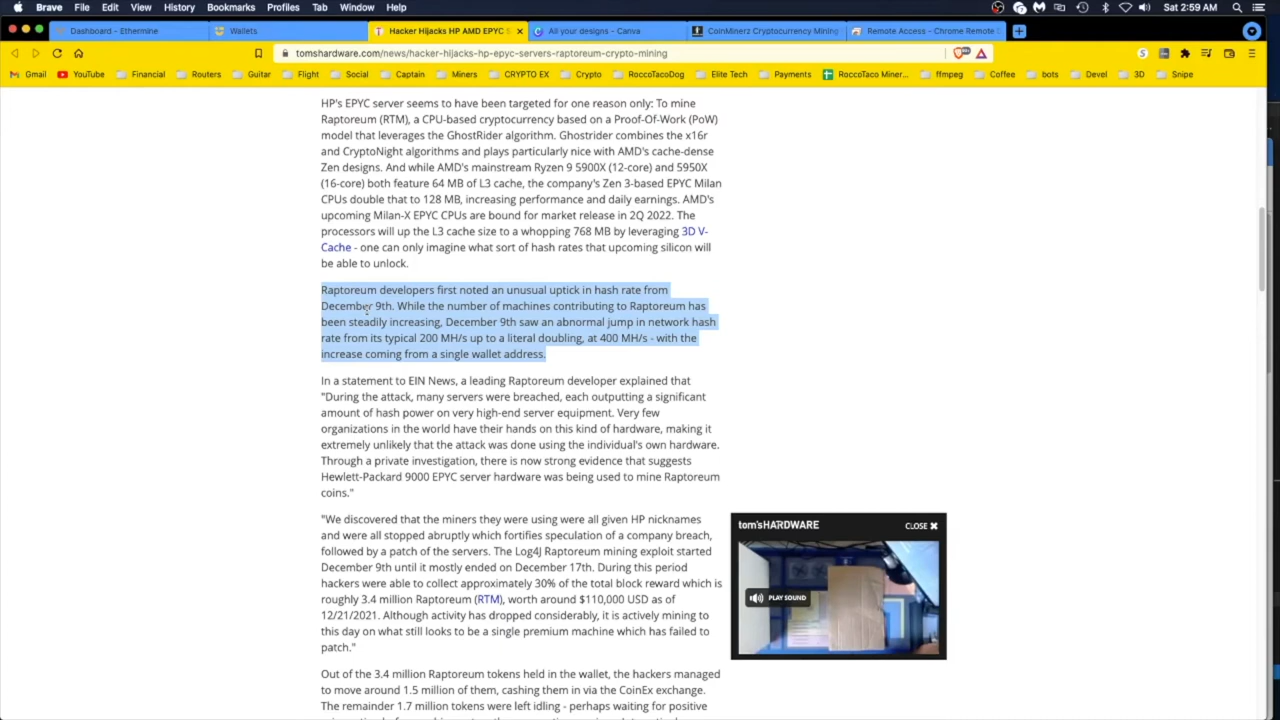 Brave File Edit View History Bookmarks Profiles Tab Window Help Sat 2:59 AM
Dashboard - Ethermine Wallets Hacker Hijacks HP AMD EPYC S All your designs - Canva CoinMinerz Cryptocurrency Mining Remote Access - Chrome Remote D
tomshardware.com/news/hacker-hijacks-hp-epyc-servers-raptoreum-crypto-mining
Gmail YouTube Financial Routers Guitar Flight Social Captain Miners CRYPTO EX Crypto RoccoTacoDog Elite Tech Payments RoccoTaco Miner... ffmpeg Coffee bots Devel 3D Snipe
HP's EPYC server seems to have been targeted for one reason only: To mine
Raptoreum (RTM), a CPU-based cryptocurrency based on a Proof-Of-Work (PoW)
model that leverages the GhostRider algorithm. Ghostrider combines the x16r
and CryptoNight algorithms and plays particularly nice with AMD's cache-dense
Zen designs. And while AMD's mainstream Ryzen 9 5900X (12-core) and 5950X
(16-core) both feature 64 MB of L3 cache, the company's Zen 3-based EPYC Milan
CPUs double that to 128 MB, increasing performance and daily earnings. AMD's
upcoming Milan-X EPYC CPUs are bound for market release in 2Q 2022. The
processors will up the L3 cache size to a whopping 768 MB by leveraging 3D V-
Cache - one can only imagine what sort of hash rates that upcoming silicon will
be able to unlock.
Raptoreum developers first noted an unusual uptick in hash rate from
December 9th. While the number of machines contributing to Raptoreum has
been steadily increasing, December 9th saw an abnormal jump in network hash
rate from its typical 200 MH/s up to a literal doubling, at 400 MH/s - with the
increase coming from a single wallet address.
In a statement to EIN News, a leading Raptoreum developer explained that
"During the attack, many servers were breached, each outputting a significant
amount of hash power on very high-end server equipment. Very few
organizations in the world have their hands on this kind of hardware, making it
extremely unlikely that the attack was done using the individual's own hardware.
Through a private investigation, there is now strong evidence that suggests
Hewlett-Packard 9000 EPYC server hardware was being used to mine Raptoreum
coins."
"We discovered that the miners they were using were all given HP nicknames
and were all stopped abruptly which fortifies speculation of a company breach,
followed by a patch of the servers. The Log4J Raptoreum mining exploit started
December 9th until it mostly ended on December 17th. During this period
hackers were able to collect approximately 30% of the total block reward which is
roughly 3.4 million Raptoreum (RTM), worth around $110,000 USD as of
12/21/2021. Although activity has dropped considerably, it is actively mining to
this day on what still looks to be a single premium machine which has failed to
patch."
Out of the 3.4 million Raptoreum tokens held in the wallet, the hackers managed
to move around 1.5 million of them, cashing them in via the CoinEx exchange.
The remainder 1.7 million tokens were left idling - perhaps waiting for positive
tom'sHARDWARE CLOSE ✖
PLAY SOUND